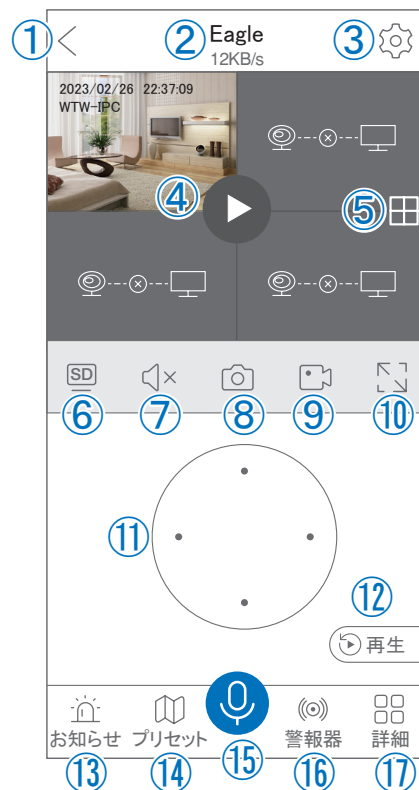 ① ② Eagle ③
12KB/s
2023/02/26 22:37:09
WTW-IPC
④ ⑤
SD
⑥ ⑦ ⑧ ⑨ ⑩
⑪
⑫
再生
お知らせ プリセット 警報器 詳細
⑬ ⑭ ⑮ ⑯ ⑰